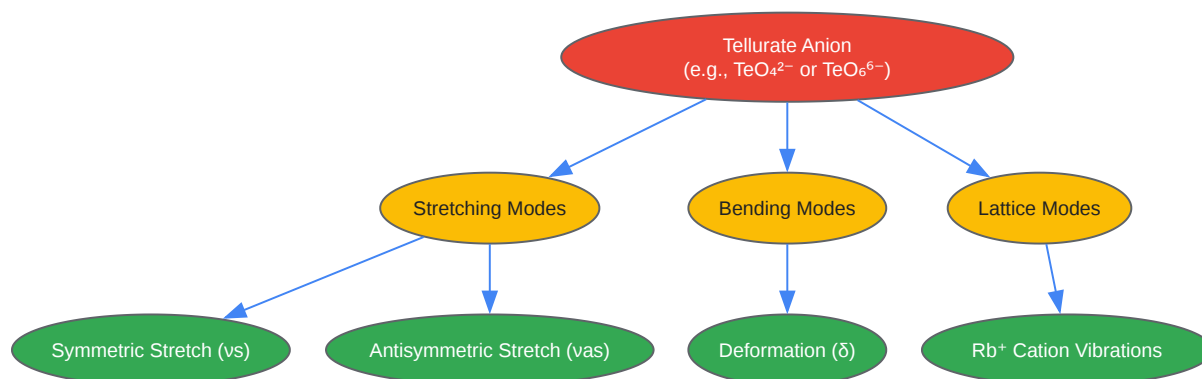 Tellurate Anion
(e.g., TeO₄²⁻ or TeO₆⁶⁻)
Stretching Modes
Bending Modes
Lattice Modes
Symmetric Stretch (νs)
Antisymmetric Stretch (νas)
Deformation (δ)
Rb⁺ Cation Vibrations